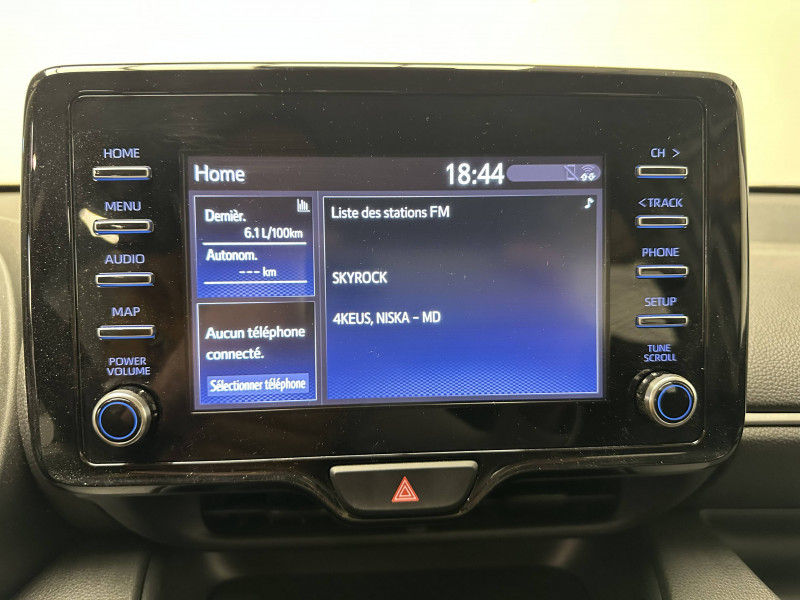 HOME
MENU
AUDIO
MAP
POWER
VOLUME
Home
18:44
Dernièr.
6.1 L/100km
Autonom.
--- km
Aucun téléphone
connecté.
Sélectionner téléphone
Liste des stations FM
SKYROCK
4KEUS, NISKA - MD
CH >
< TRACK
PHONE
SETUP
TUNE
SCROLL